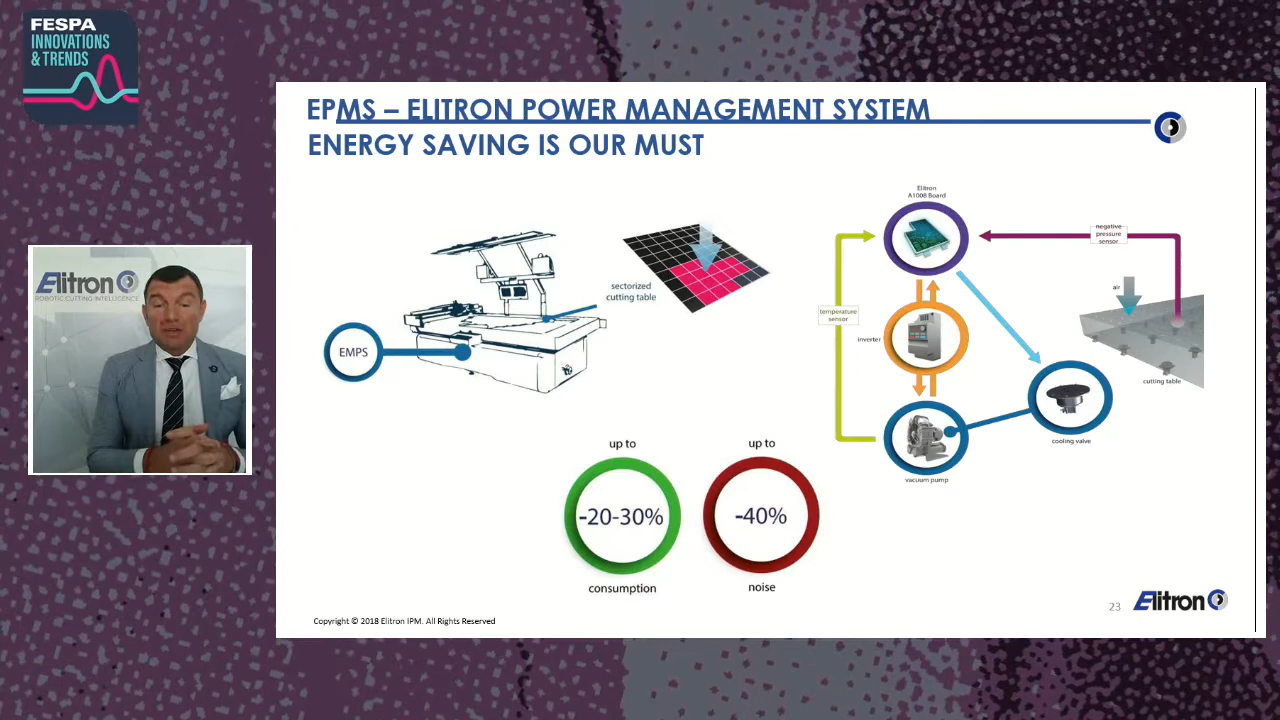 FESPA
INNOVATIONS
& TRENDS
EPMS – ELITRON POWER MANAGEMENT SYSTEM
ENERGY SAVING IS OUR MUST
Elitron
ROBOTIC CUTTING INTELLIGENCE
EMPS
sectorized
cutting table
Elitron
A1008 Board
negative
pressure
sensor
temperature
sensor
air
inverter
cutting table
cooling valve
vacuum pump
up to
-20-30%
consumption
up to
-40%
noise
23
Elitron
Copyright © 2018 Elitron IPM. All Rights Reserved